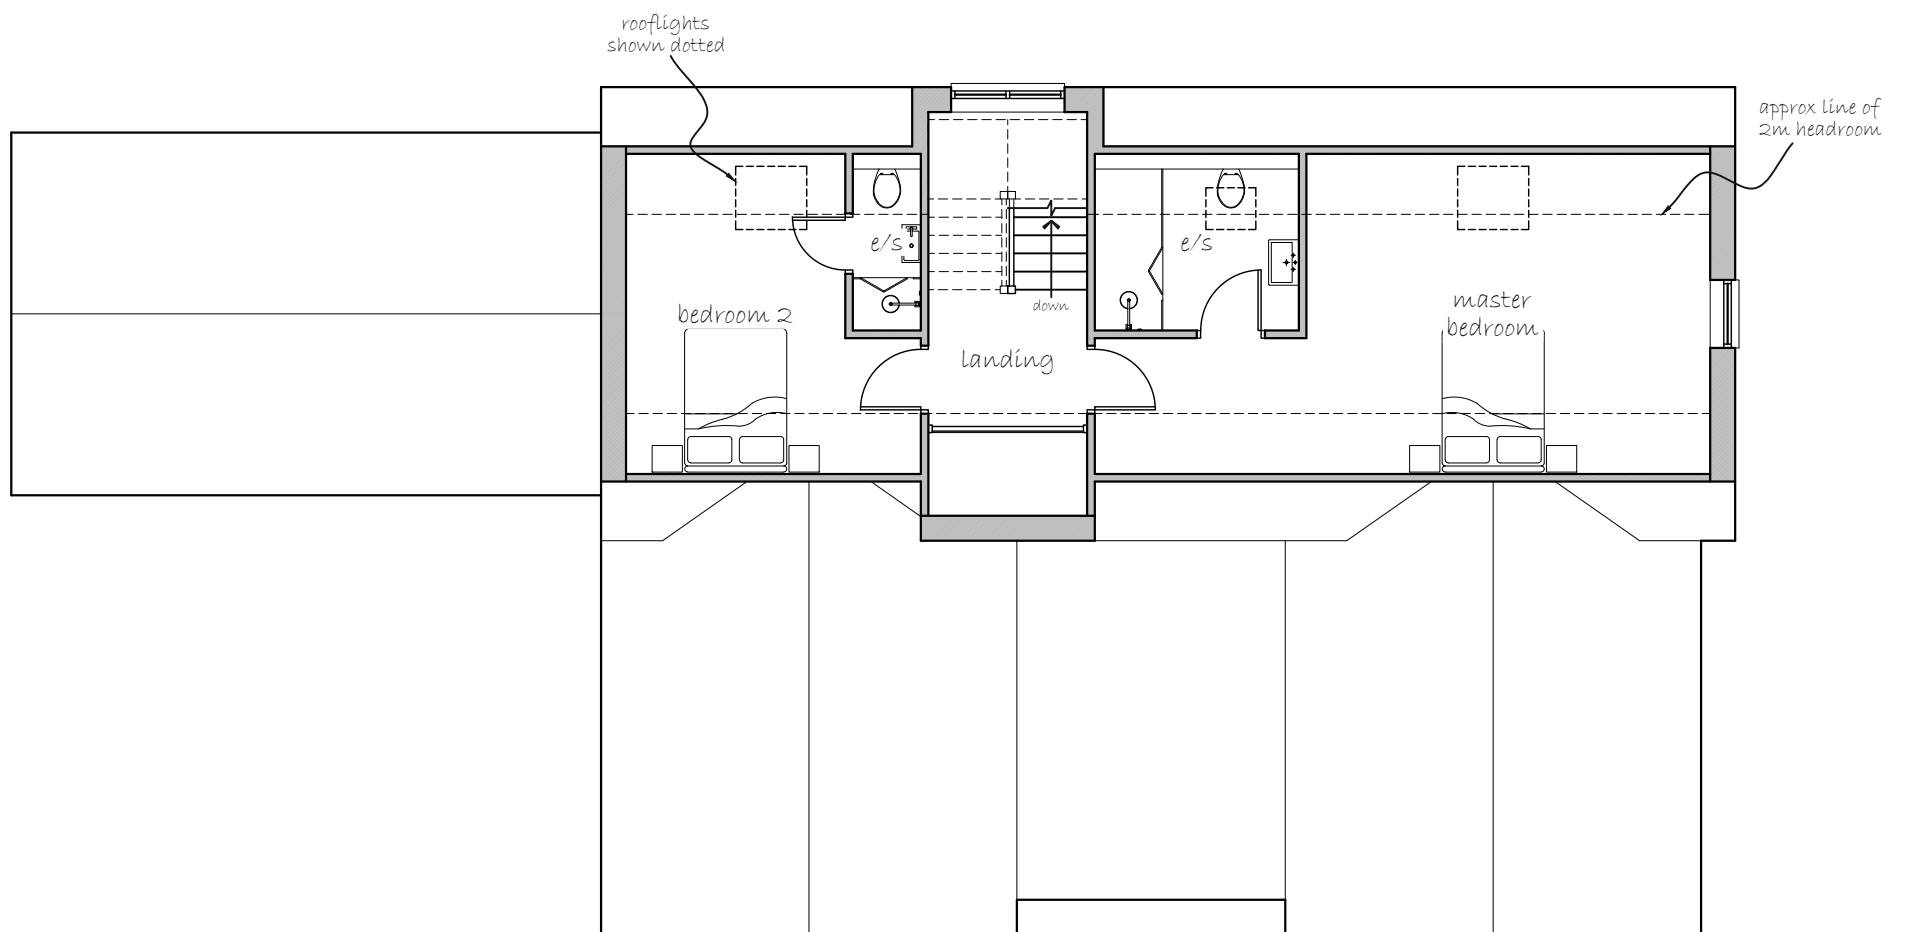 rooflights
shown dotted
approx line of
2m headroom
e/s
e/s
bedroom 2
down
master
bedroom
landing